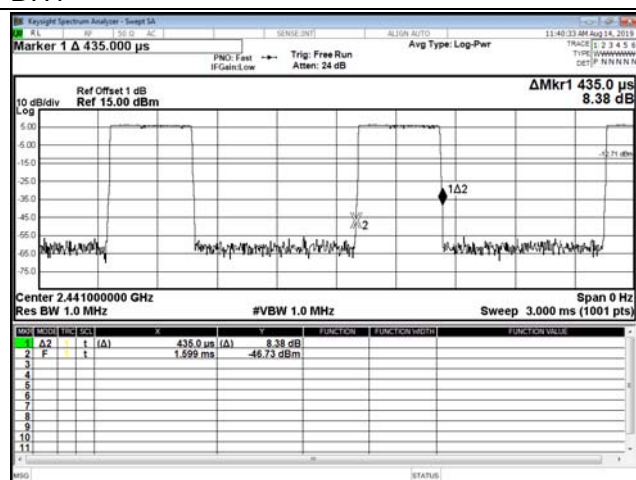 Keysight Spectrum Analyzer - Swept SA
RL RF 50 Ω AC SENSE:INT ALIGN AUTO 11:40:33 AM Aug 14, 2019
Marker 1 Δ 435.000 µs
PNO: Fast
IFGain:Low
Trig: Free Run
Atten: 24 dB
Avg Type: Log-Pwr
TRACE 1 2 3 4 5 6
TYPE WWWWWW
DET P N N N N N
Ref Offset 1 dB
10 dB/div Ref 15.00 dBm
ΔMkr1 435.0 µs
8.38 dB
Log
5.00
-5.00
-15.0
-25.0
-35.0
-45.0
-55.0
-65.0
-75.0
-12.71 dBm
1Δ2
2
Center 2.441000000 GHz
Span 0 Hz
Res BW 1.0 MHz
#VBW 1.0 MHz
Sweep 3.000 ms (1001 pts)
MKR MODE TRC SCL X Y FUNCTION FUNCTION WIDTH FUNCTION VALUE
1 Δ2 1 t (Δ) 435.0 µs (Δ) 8.38 dB
2 F 1 t 1.599 ms -46.73 dBm
3
4
5
6
7
8
9
10
11
MSG
STATUS